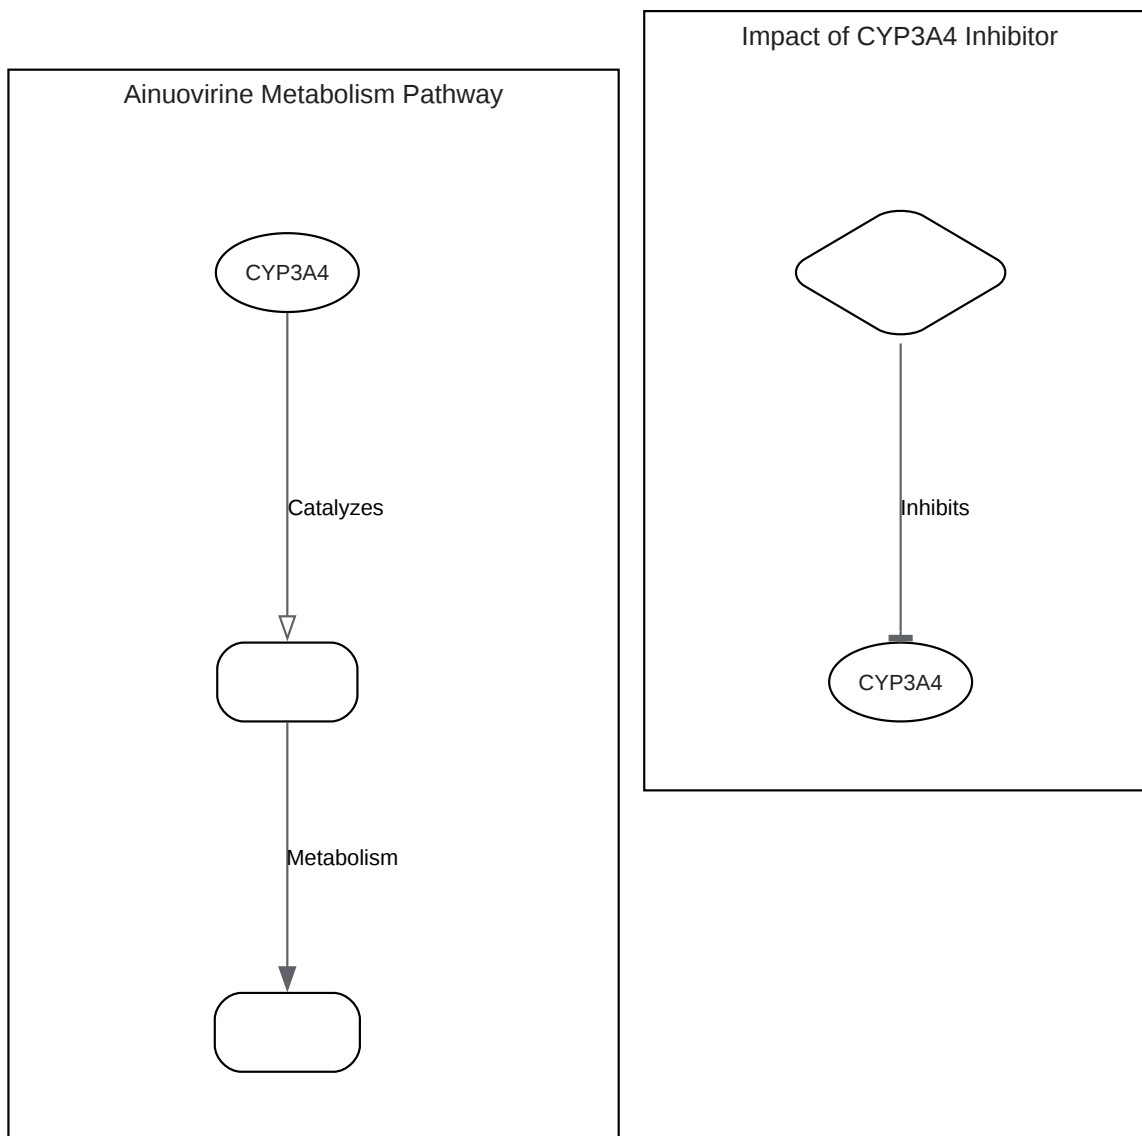 Ainuovirine Metabolism Pathway
CYP3A4
Catalyzes
Metabolism
Impact of CYP3A4 Inhibitor
Inhibits
CYP3A4